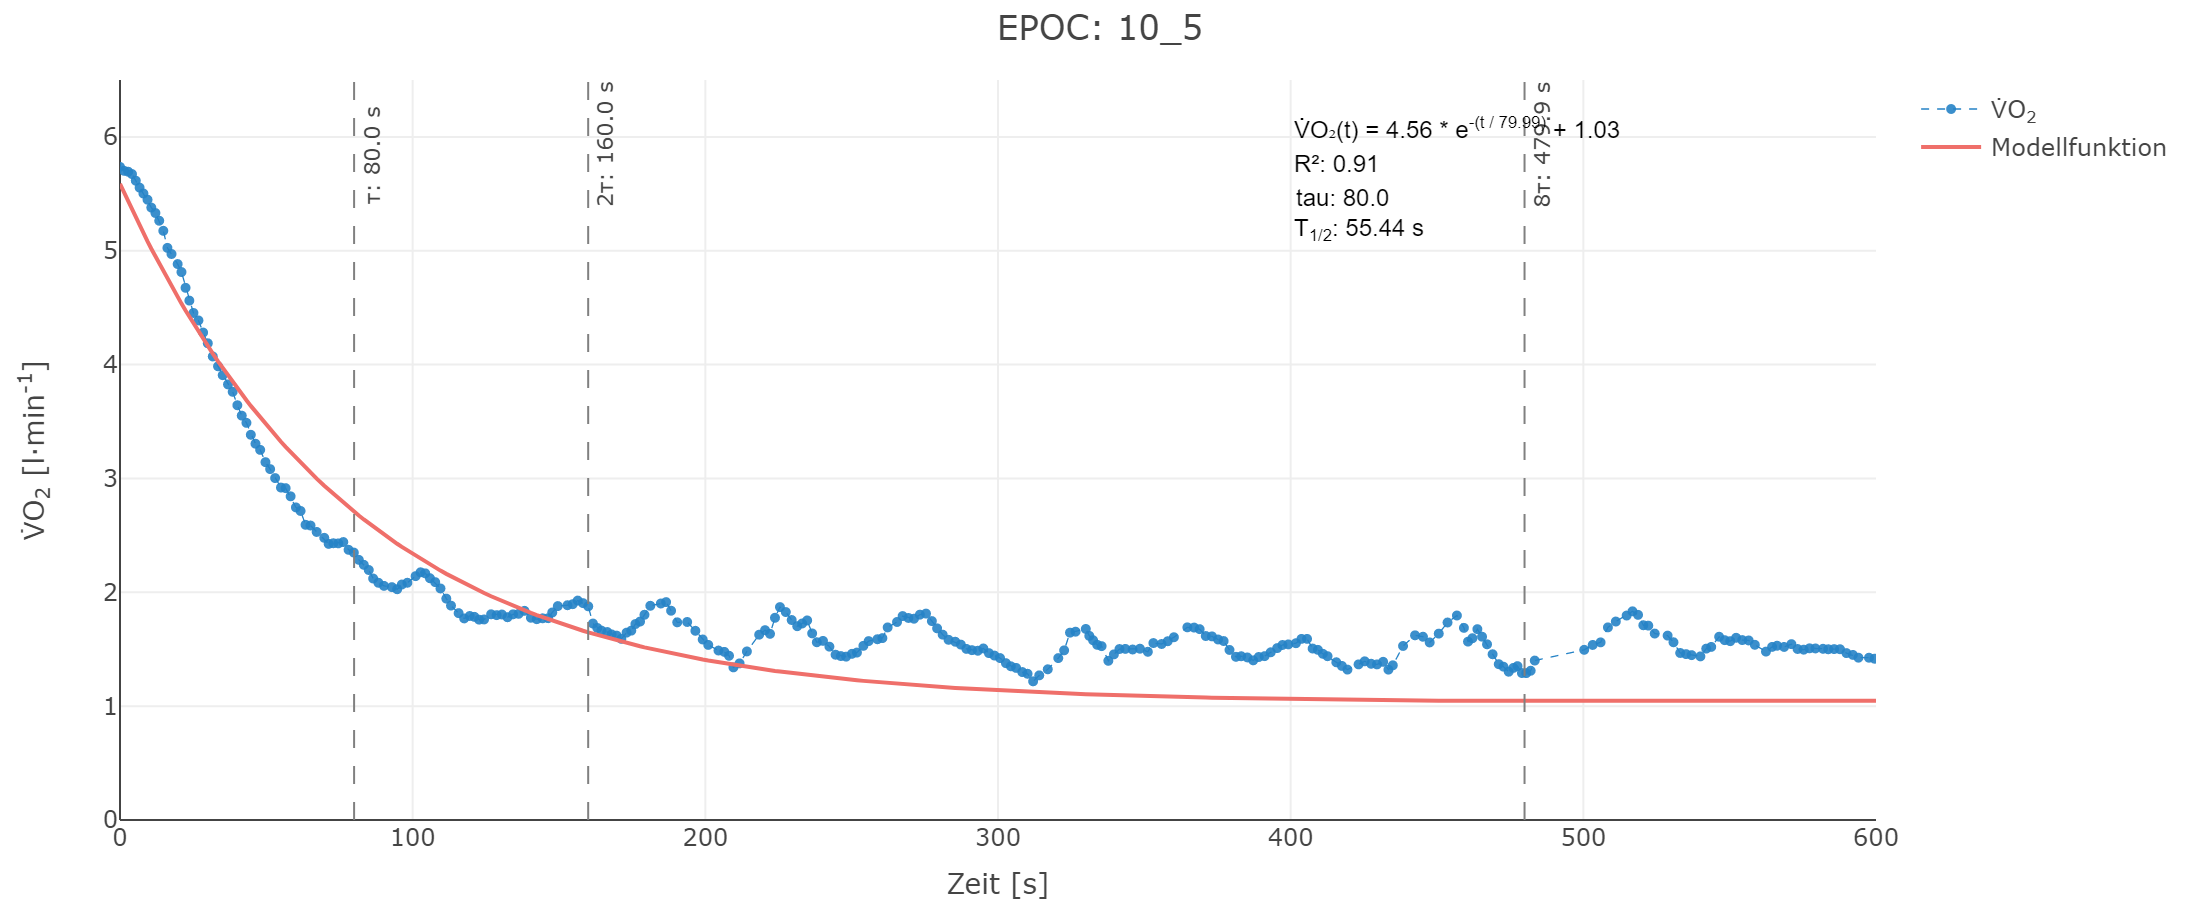 EPOC: 10_5
τ: 80.0 s
2τ: 160.0 s
8τ: 479.9 s
V̇O₂(t) = 4.56 * e^-(t / 79.99) + 1.03
R²: 0.91
tau: 80.0
T1/2: 55.44 s
V̇O₂
Modellfunktion
V̇O₂ [l·min⁻¹]
6
5
4
3
2
1
0
0 100 200 300 400 500 600
Zeit [s]